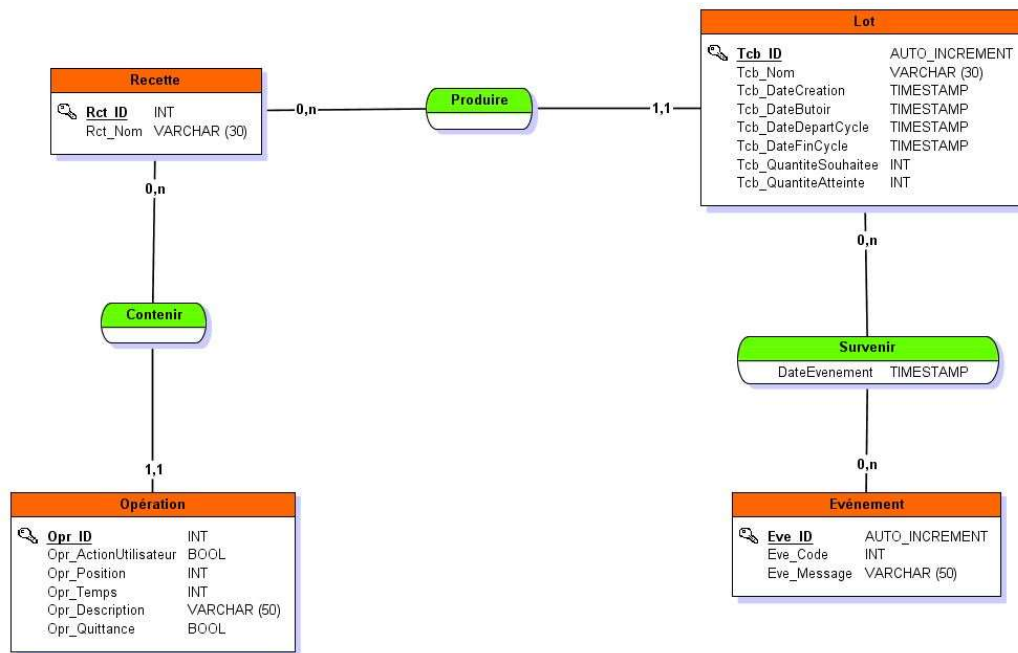 Lot
Tcb_ID AUTO_INCREMENT
Tcb_Nom VARCHAR (30)
Tcb_DateCreation TIMESTAMP
Tcb_DateButoir TIMESTAMP
Tcb_DateDepartCycle TIMESTAMP
Tcb_DateFinCycle TIMESTAMP
Tcb_QuantiteSouhaitee INT
Tcb_QuantiteAtteinte INT
Recette
Rct_ID INT
Rct_Nom VARCHAR (30)
0,n
Produire
1,1
0,n
0,n
Contenir
Survenir
DateEvenement TIMESTAMP
1,1
0,n
Opération
Opr_ID INT
Opr_ActionUtilisateur BOOL
Opr_Position INT
Opr_Temps INT
Opr_Description VARCHAR (50)
Opr_Quittance BOOL
Evénement
Eve_ID AUTO_INCREMENT
Eve_Code INT
Eve_Message VARCHAR (50)